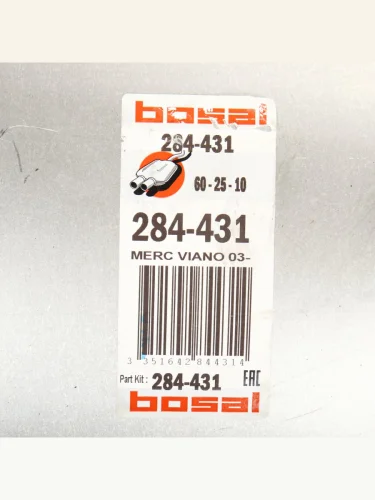 bosal
284-431
60-25-10
284-431
MERC VIANO 03-
3 351642 844314
Part Kit : 284-431 EAC
bosal